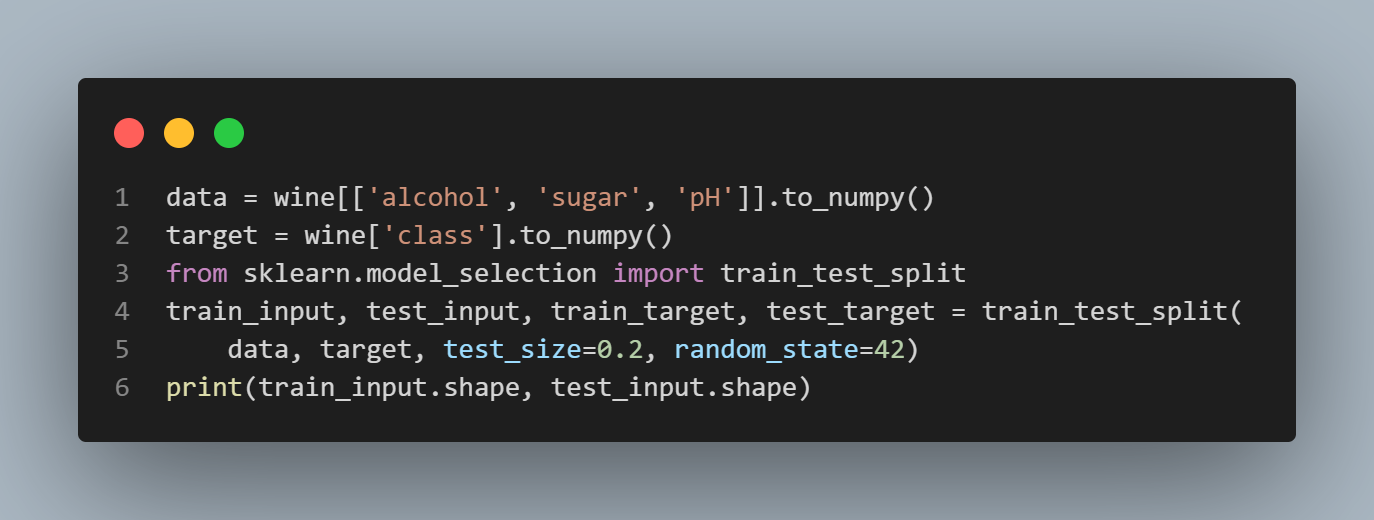 1 data = wine[['alcohol', 'sugar', 'pH']].to_numpy()
2 target = wine['class'].to_numpy()
3 from sklearn.model_selection import train_test_split
4 train_input, test_input, train_target, test_target = train_test_split(
5     data, target, test_size=0.2, random_state=42)
6 print(train_input.shape, test_input.shape)